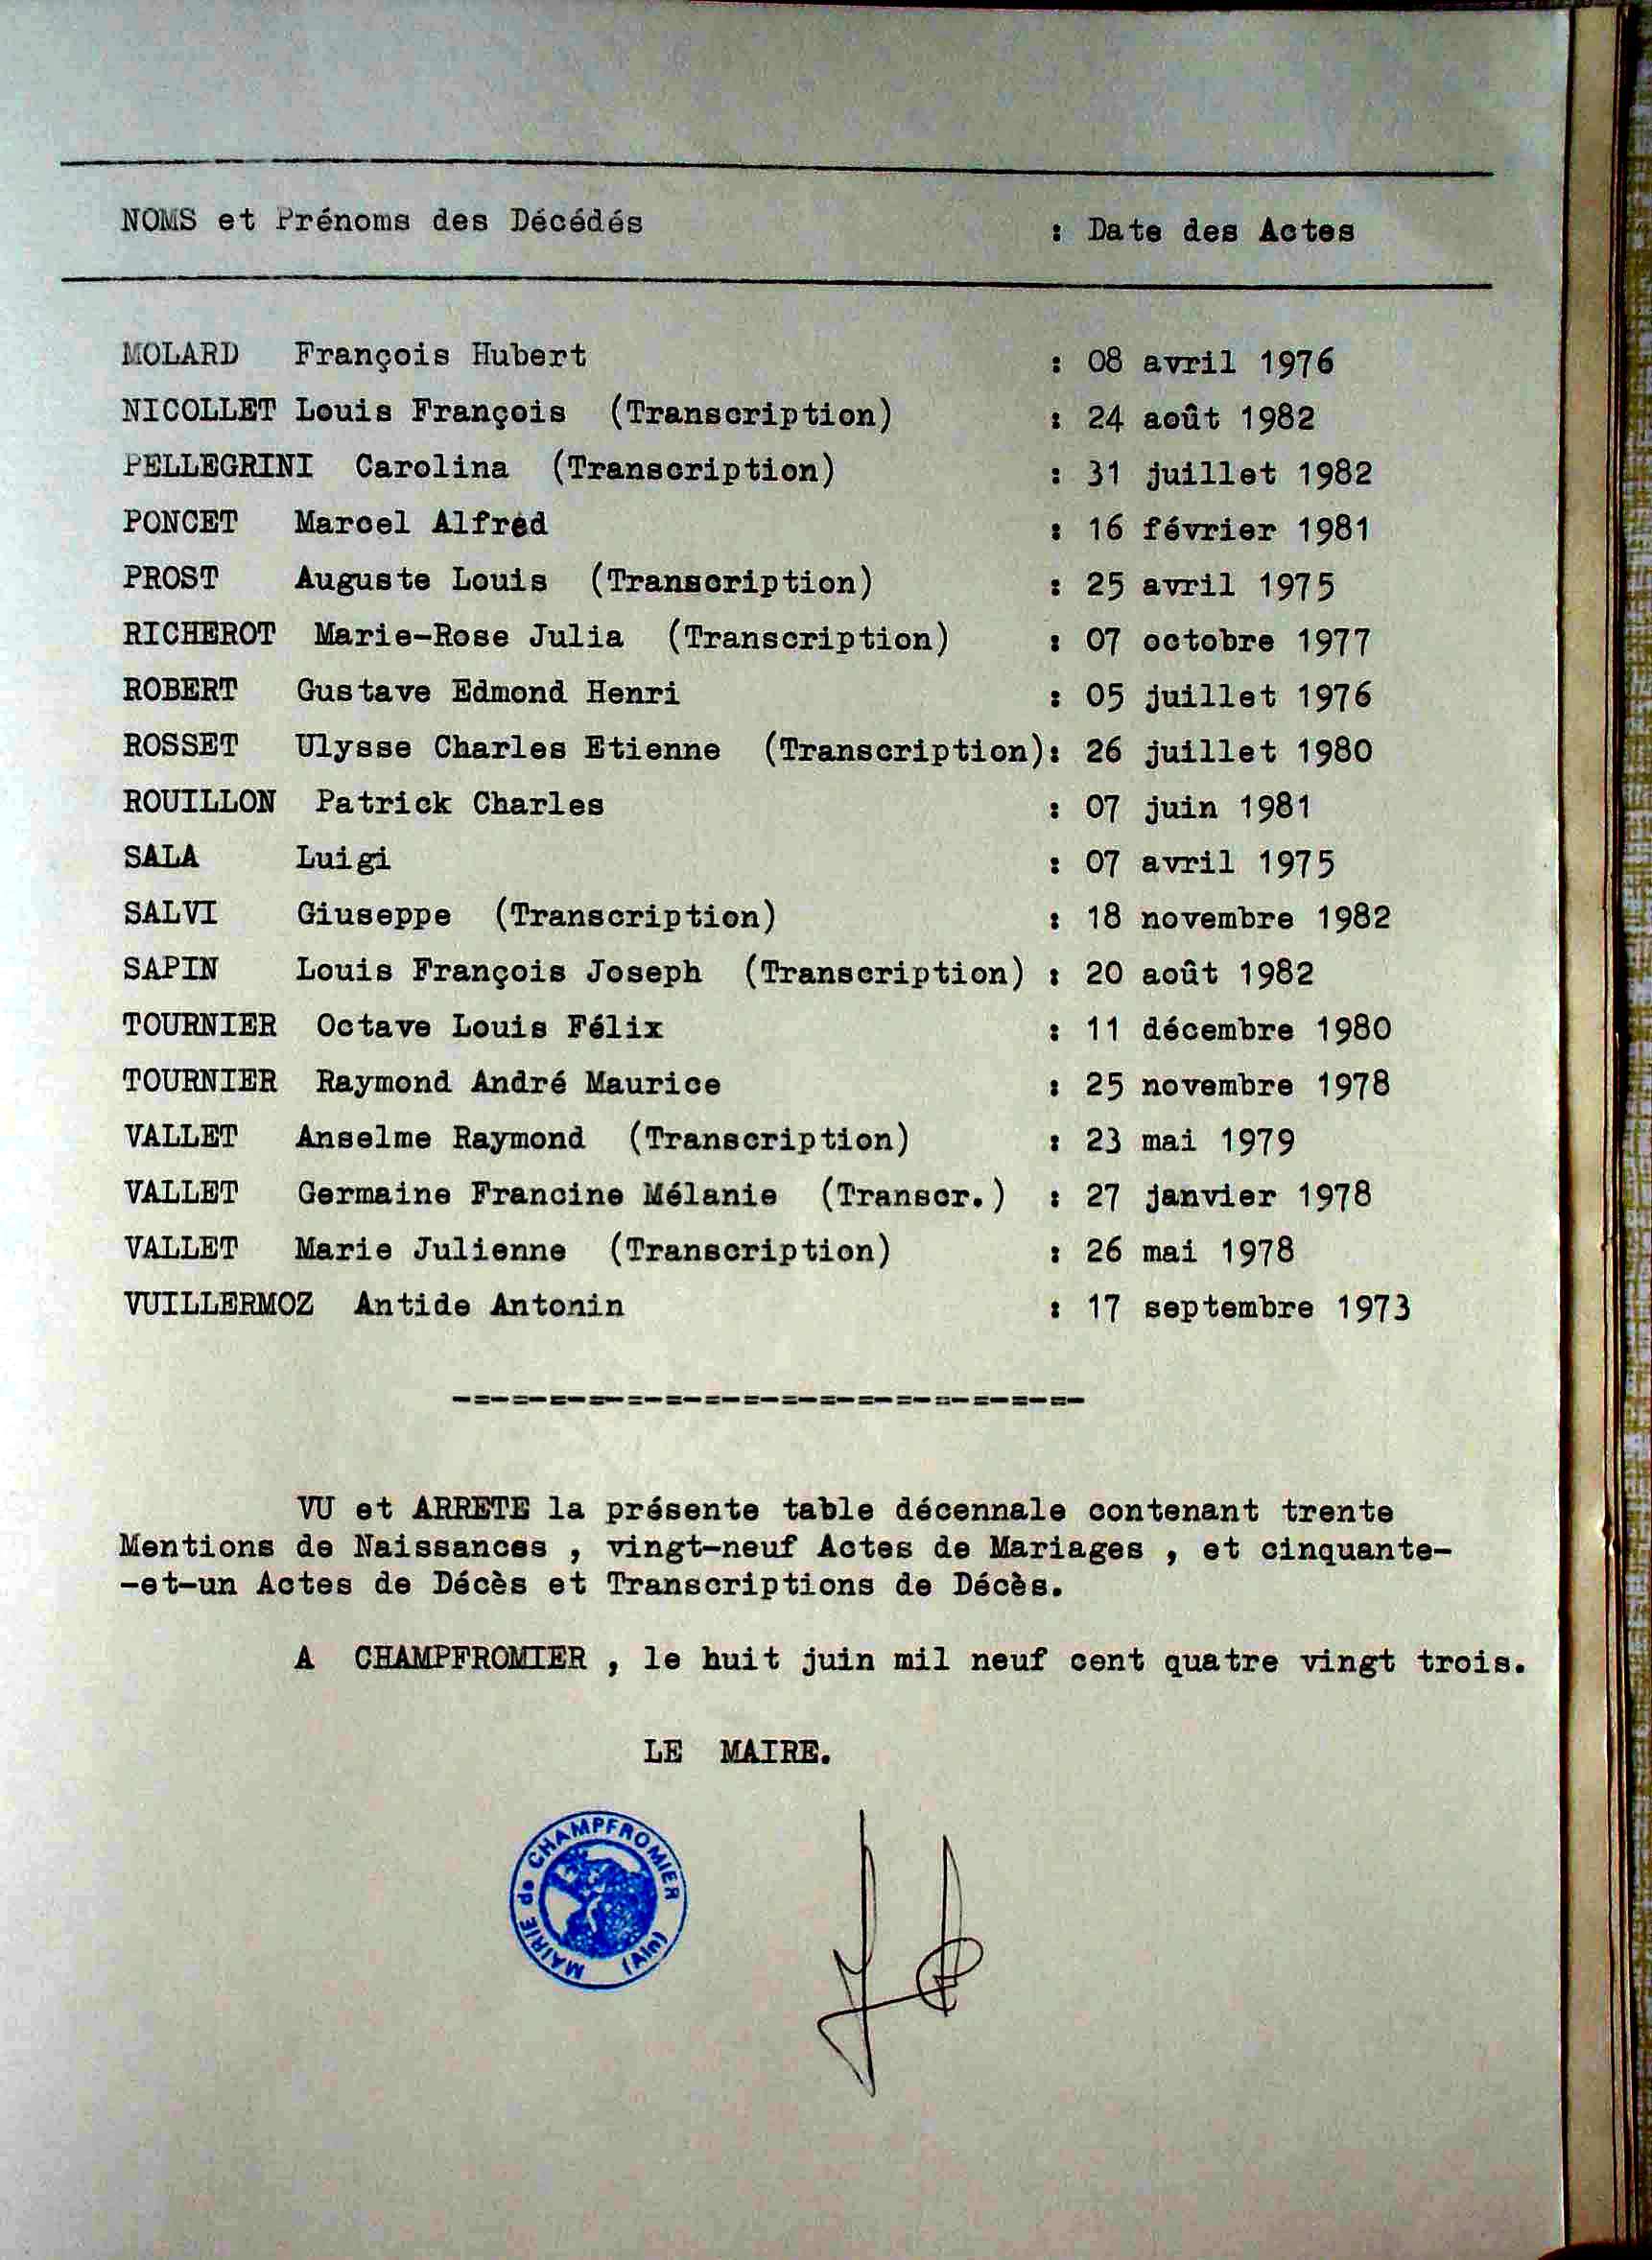 NOMS et Prénoms des Décédés : Date des Actes
MOLARD François Hubert : 08 avril 1976
NICOLLET Louis François (Transcription) : 24 août 1982
PELLEGRINI Carolina (Transcription) : 31 juillet 1982
PONCET Marcel Alfred : 16 février 1981
PROST Auguste Louis (Transcription) : 25 avril 1975
RICHEROT Marie-Rose Julia (Transcription) : 07 octobre 1977
ROBERT Gustave Edmond Henri : 05 juillet 1976
ROSSET Ulysse Charles Etienne (Transcription): 26 juillet 1980
ROUILLON Patrick Charles : 07 juin 1981
SALA Luigi : 07 avril 1975
SALVI Giuseppe (Transcription) : 18 novembre 1982
SAPIN Louis François Joseph (Transcription) : 20 août 1982
TOURNIER Octave Louis Félix : 11 décembre 1980
TOURNIER Raymond André Maurice : 25 novembre 1978
VALLET Anselme Raymond (Transcription) : 23 mai 1979
VALLET Germaine Francine Mélanie (Transcr.) : 27 janvier 1978
VALLET Marie Julienne (Transcription) : 26 mai 1978
VUILLERMOZ Antide Antonin : 17 septembre 1973
-=-=-=-=-=-=-=-=-=-=-=-=-=-=-=-=-
VU et ARRETE la présente table décennale contenant trente
Mentions de Naissances , vingt-neuf Actes de Mariages , et cinquante-
-et-un Actes de Décès et Transcriptions de Décès.
A CHAMPFROMIER , le huit juin mil neuf cent quatre vingt trois.
LE MAIRE.
MAIRIE de CHAMPFROMIER
(Ain)